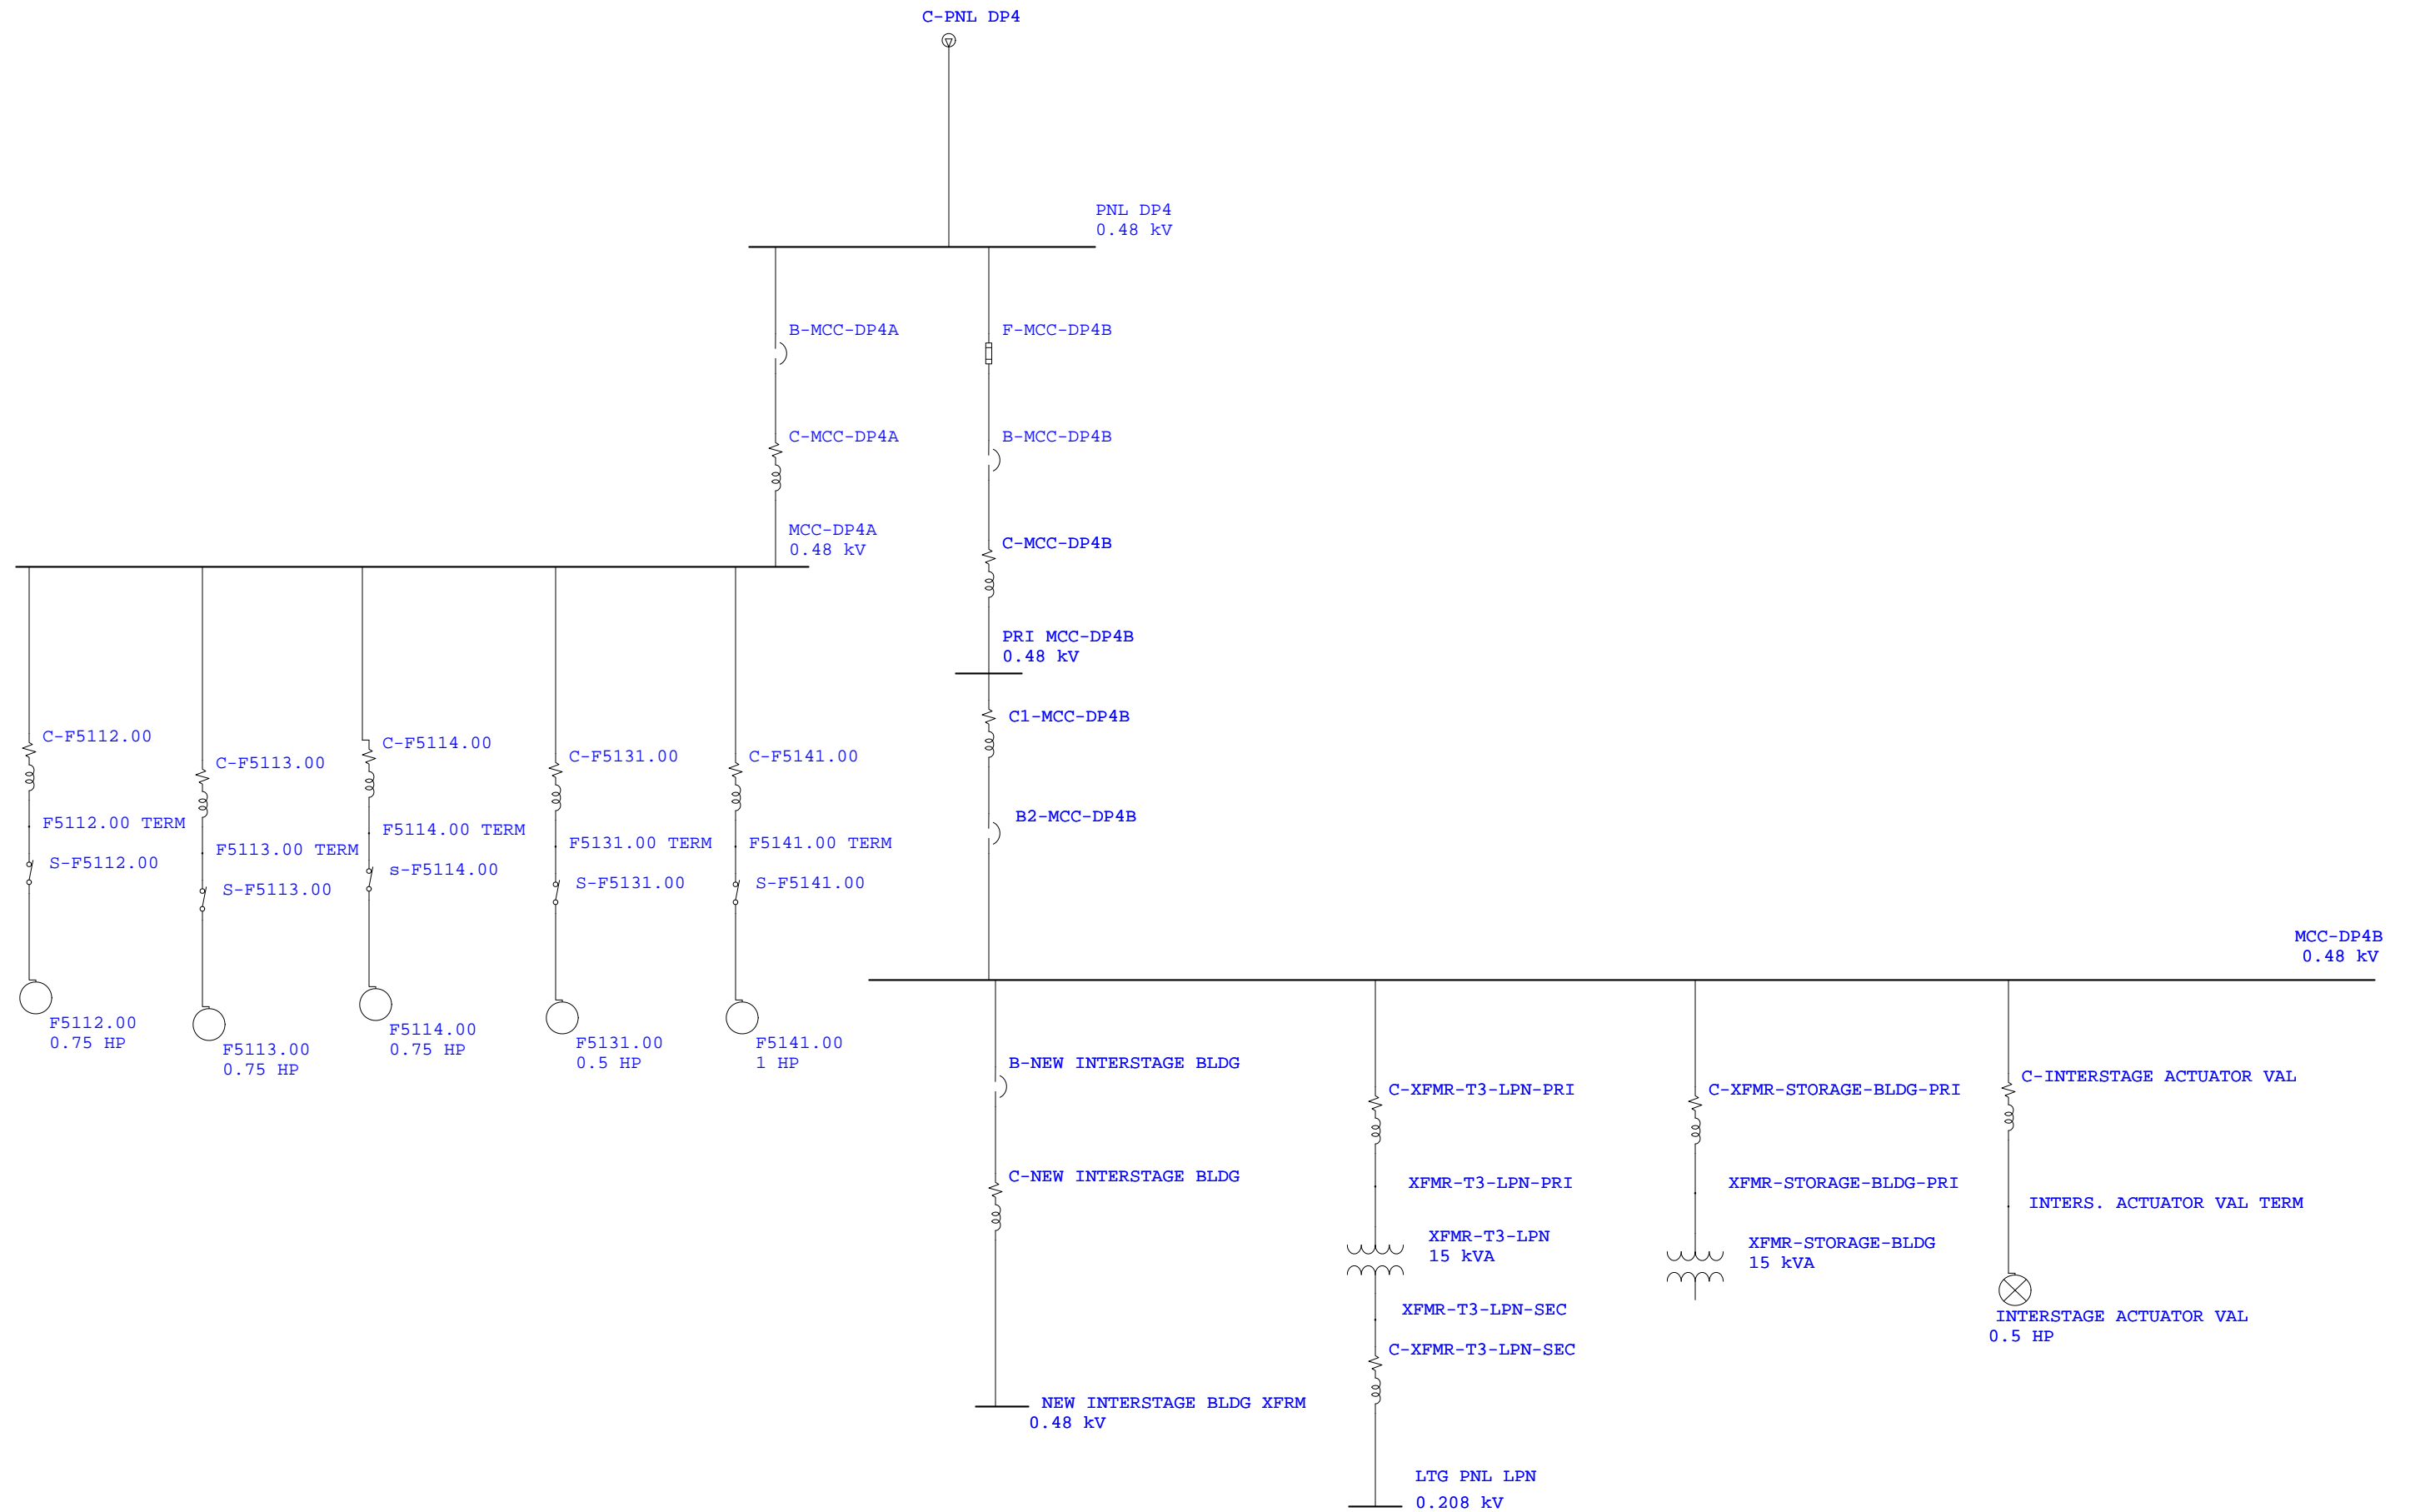 C-PNL DP4
PNL DP4
0.48 kV
B-MCC-DP4A
F-MCC-DP4B
C-MCC-DP4A
B-MCC-DP4B
MCC-DP4A
0.48 kV
C-MCC-DP4B
PRI MCC-DP4B
0.48 kV
C1-MCC-DP4B
B2-MCC-DP4B
C-F5112.00
F5112.00 TERM
S-F5112.00
F5112.00
0.75 HP
C-F5113.00
F5113.00 TERM
S-F5113.00
F5113.00
0.75 HP
C-F5114.00
F5114.00 TERM
s-F5114.00
F5114.00
0.75 HP
C-F5131.00
F5131.00 TERM
S-F5131.00
F5131.00
0.5 HP
C-F5141.00
F5141.00 TERM
S-F5141.00
F5141.00
1 HP
MCC-DP4B
0.48 kV
B-NEW INTERSTAGE BLDG
C-NEW INTERSTAGE BLDG
NEW INTERSTAGE BLDG XFRM
0.48 kV
C-XFMR-T3-LPN-PRI
XFMR-T3-LPN-PRI
XFMR-T3-LPN
15 kVA
XFMR-T3-LPN-SEC
C-XFMR-T3-LPN-SEC
LTG PNL LPN
0.208 kV
C-XFMR-STORAGE-BLDG-PRI
XFMR-STORAGE-BLDG-PRI
XFMR-STORAGE-BLDG
15 kVA
C-INTERSTAGE ACTUATOR VAL
INTERS. ACTUATOR VAL TERM
INTERSTAGE ACTUATOR VAL
0.5 HP